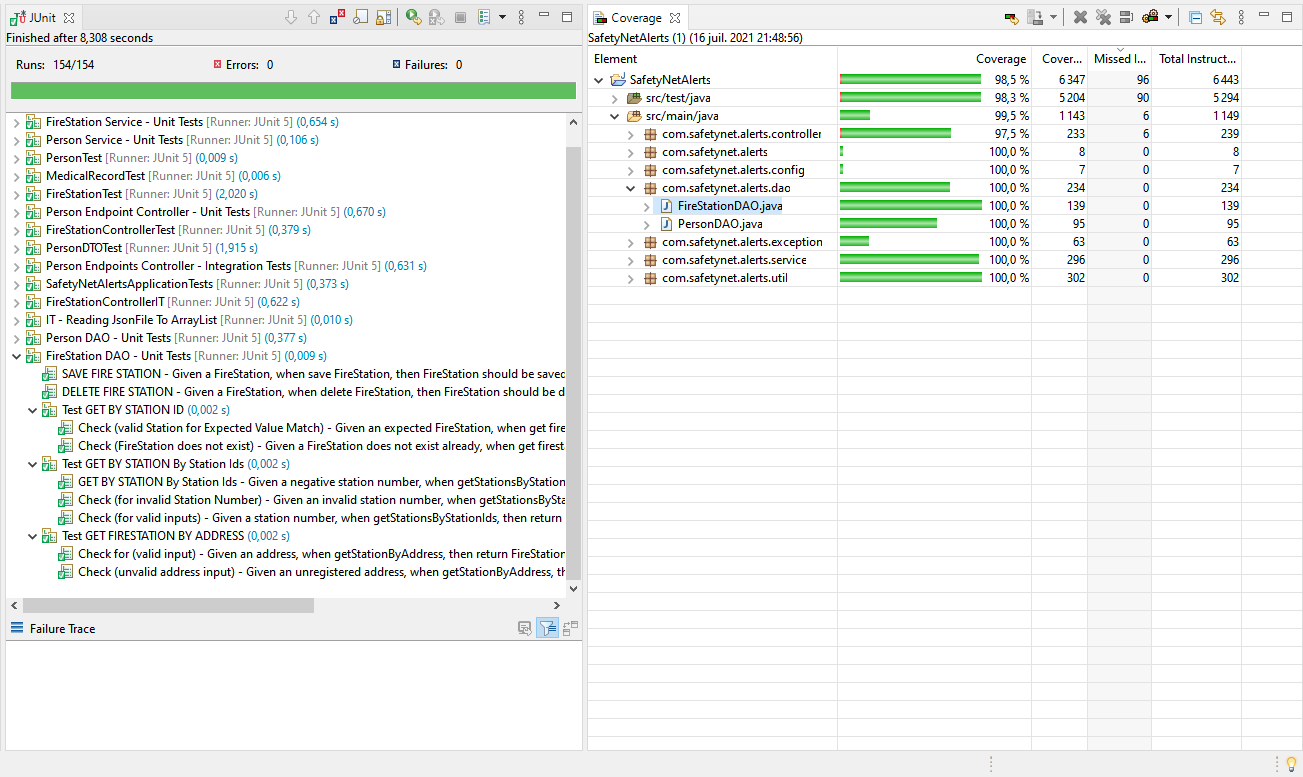 JUnit
Finished after 8,308 seconds
Runs: 154/154 Errors: 0 Failures: 0
FireStation Service - Unit Tests [Runner: JUnit 5] (0,654 s)
Person Service - Unit Tests [Runner: JUnit 5] (0,106 s)
PersonTest [Runner: JUnit 5] (0,009 s)
MedicalRecordTest [Runner: JUnit 5] (0,006 s)
FireStationTest [Runner: JUnit 5] (2,020 s)
Person Endpoint Controller - Unit Tests [Runner: JUnit 5] (0,670 s)
FireStationControllerTest [Runner: JUnit 5] (0,379 s)
PersonDTOTest [Runner: JUnit 5] (1,915 s)
Person Endpoints Controller - Integration Tests [Runner: JUnit 5] (0,631 s)
SafetyNetAlertsApplicationTests [Runner: JUnit 5] (0,373 s)
FireStationControllerIT [Runner: JUnit 5] (0,622 s)
IT - Reading JsonFile To ArrayList [Runner: JUnit 5] (0,010 s)
Person DAO - Unit Tests [Runner: JUnit 5] (0,377 s)
FireStation DAO - Unit Tests [Runner: JUnit 5] (0,009 s)
SAVE FIRE STATION - Given a FireStation, when save FireStation, then FireStation should be saved
DELETE FIRE STATION - Given a FireStation, when delete FireStation, then FireStation should be d
Test GET BY STATION ID (0,002 s)
Check (valid Station for Expected Value Match) - Given an expected FireStation, when get fire
Check (FireStation does not exist) - Given a FireStation does not exist already, when get firest
Test GET BY STATION By Station Ids (0,002 s)
GET BY STATION By Station Ids - Given a negative station number, when getStationsByStation
Check (for invalid Station Number) - Given an invalid station number, when getStationsBySta
Check (for valid inputs) - Given a station number, when getStationsByStationIds, then return
Test GET FIRESTATION BY ADDRESS (0,002 s)
Check for (valid input) - Given an address, when getStationByAddress, then return FireStation
Check (unvalid address input) - Given an unregistered address, when getStationByAddress, th
Failure Trace
Coverage
SafetyNetAlerts (1) (16 juil. 2021 21:48:56)
Element Coverage Cover... Missed I... Total Instruct...
SafetyNetAlerts 98,5 % 6 347 96 6 443
src/test/java 98,3 % 5 204 90 5 294
src/main/java 99,5 % 1 143 6 1 149
com.safetynet.alerts.controller 97,5 % 233 6 239
com.safetynet.alerts 100,0 % 8 0 8
com.safetynet.alerts.config 100,0 % 7 0 7
com.safetynet.alerts.dao 100,0 % 234 0 234
FireStationDAO.java 100,0 % 139 0 139
PersonDAO.java 100,0 % 95 0 95
com.safetynet.alerts.exception 100,0 % 63 0 63
com.safetynet.alerts.service 100,0 % 296 0 296
com.safetynet.alerts.util 100,0 % 302 0 302